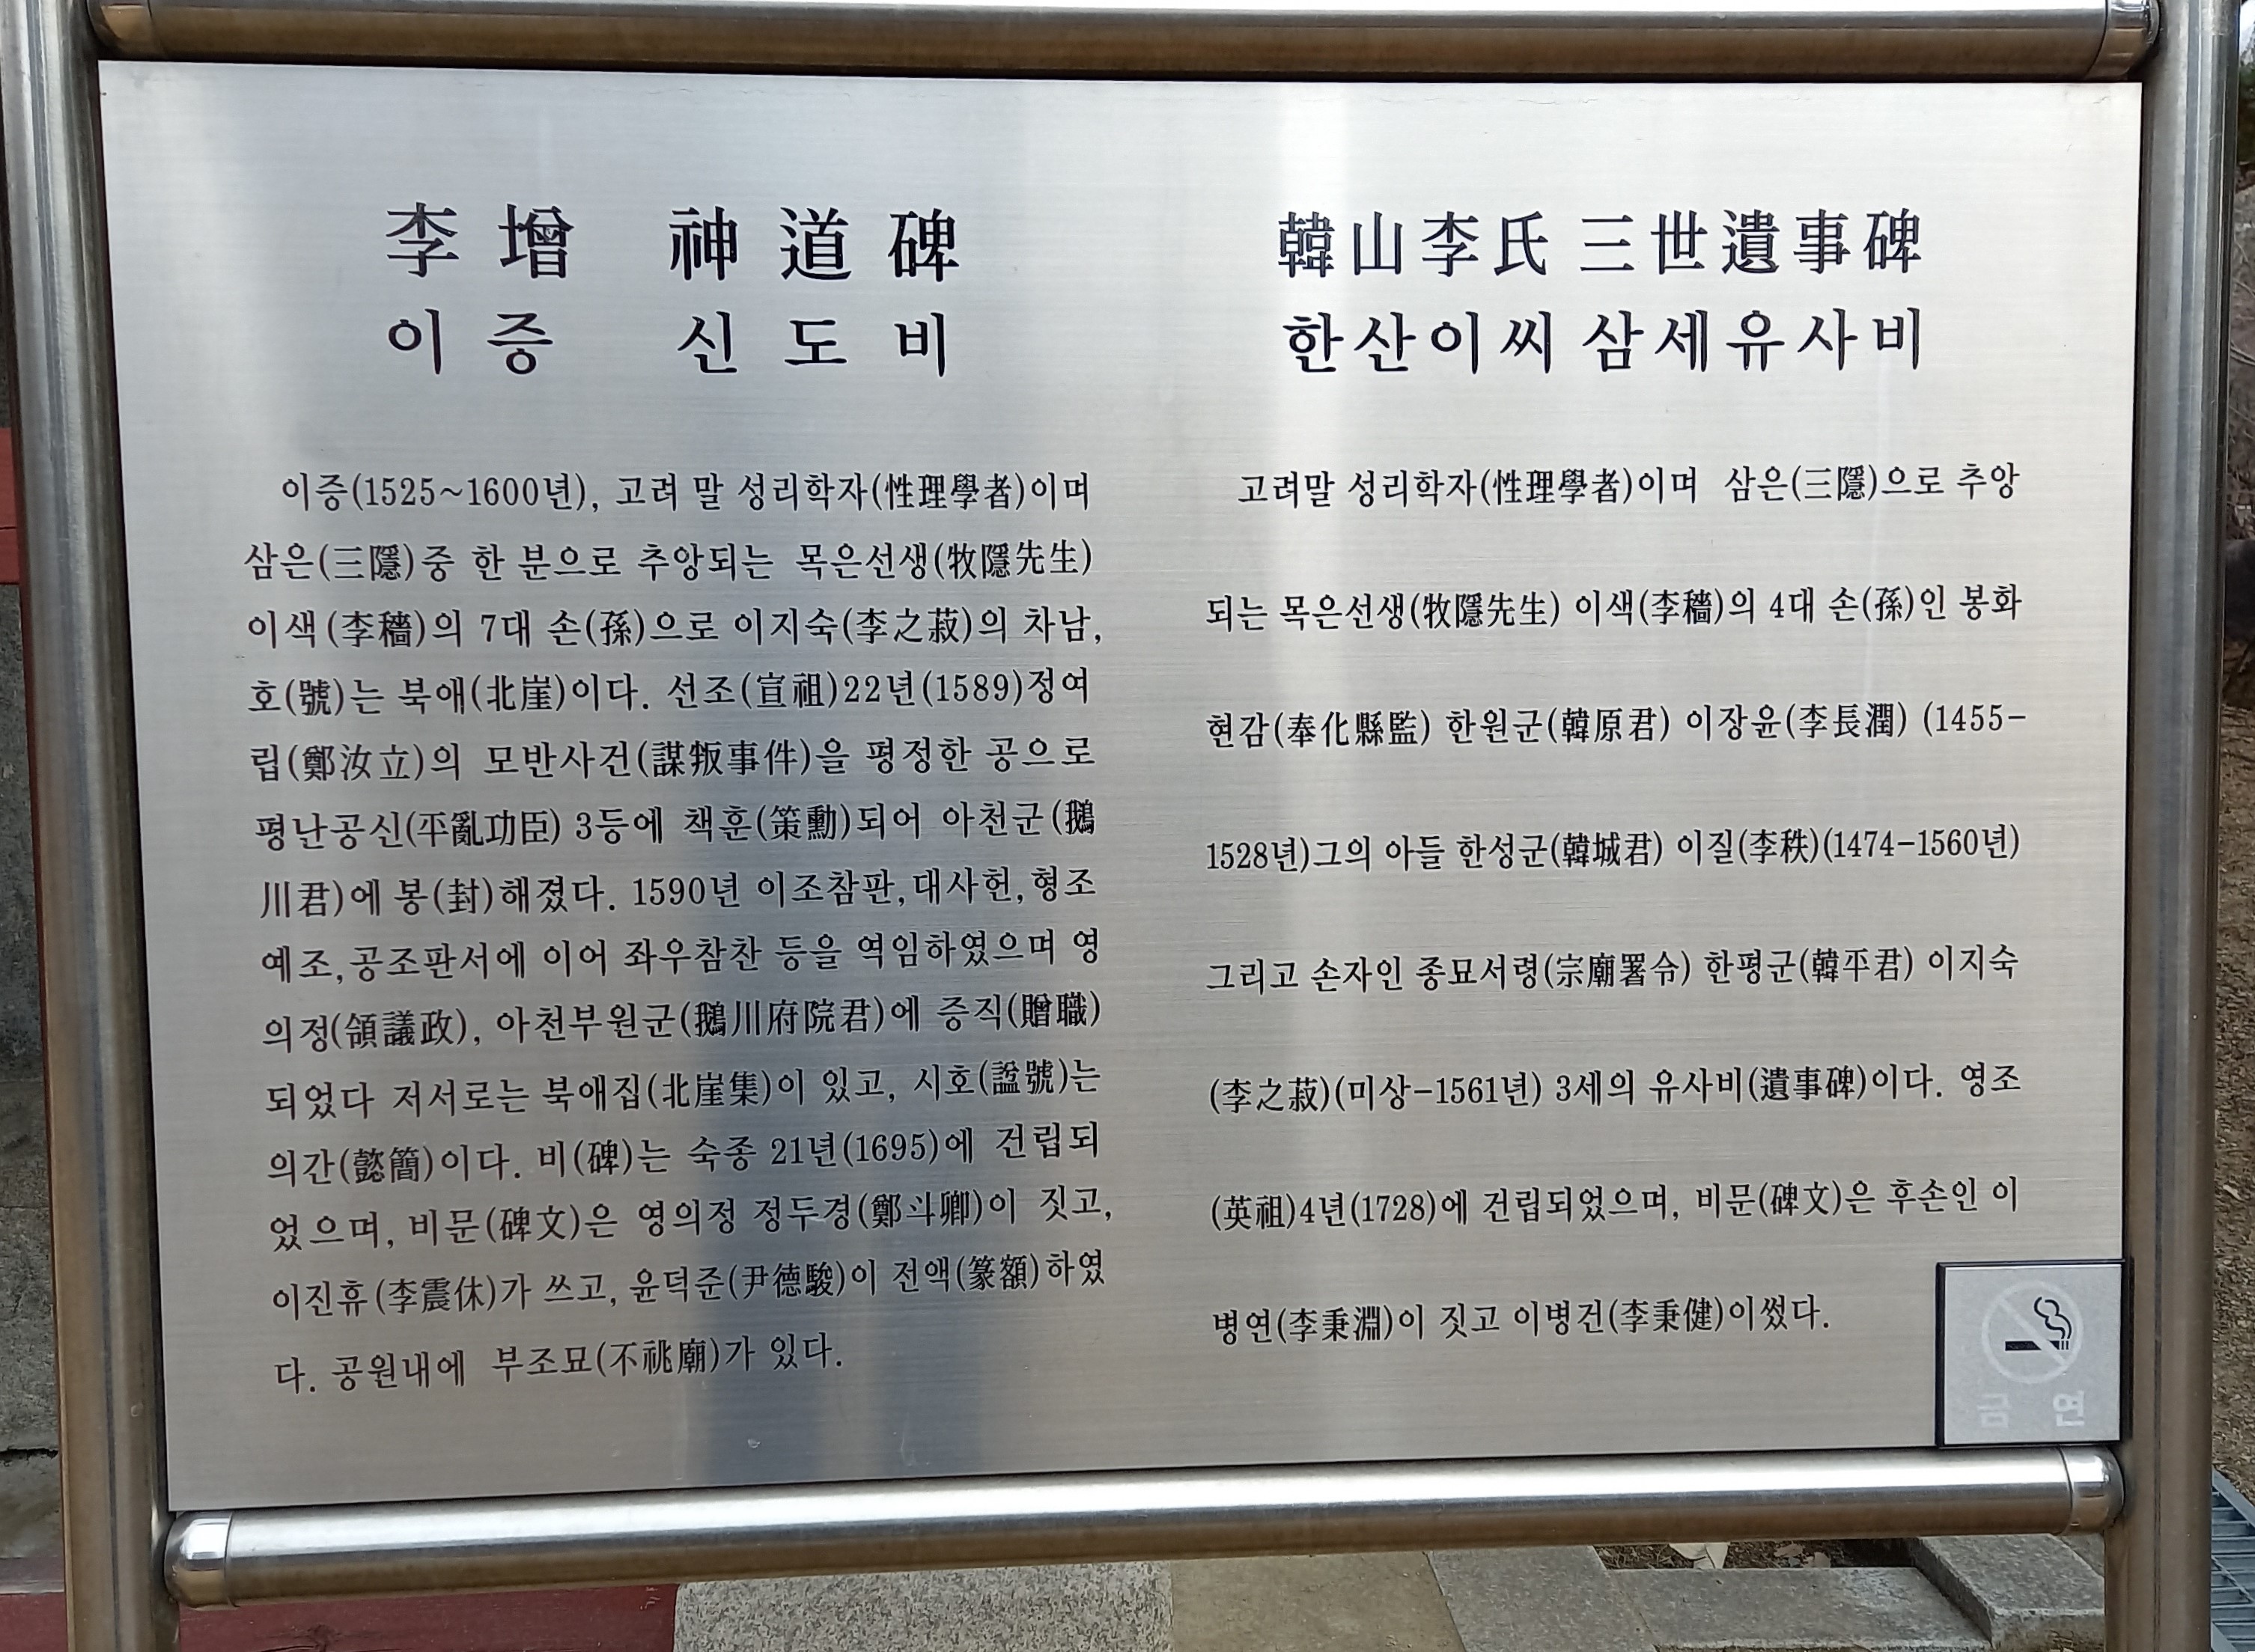 李增 神道碑
이증 신도비
이증(1525~1600년), 고려 말 성리학자(性理學者)이며
삼은(三隱)중 한 분으로 추앙되는 목은선생(牧隱先生)
이색(李穡)의 7대 손(孫)으로 이지숙(李之菽)의 차남,
호(號)는 북애(北崖)이다. 선조(宣祖)22년(1589)정여
립(鄭汝立)의 모반사건(謀叛事件)을 평정한 공으로
평난공신(平亂功臣) 3등에 책훈(策勳)되어 아천군(鵝
川君)에 봉(封)해졌다. 1590년 이조참판,대사헌,형조
예조,공조판서에 이어 좌우참찬 등을 역임하였으며 영
의정(領議政), 아천부원군(鵝川府院君)에 증직(贈職)
되었다 저서로는 북애집(北崖集)이 있고, 시호(諡號)는
의간(懿簡)이다. 비(碑)는 숙종 21년(1695)에 건립되
었으며, 비문(碑文)은 영의정 정두경(鄭斗卿)이 짓고,
이진휴(李震休)가 쓰고, 윤덕준(尹德駿)이 전액(篆額)하였
다. 공원내에 부조묘(不祧廟)가 있다.
韓山李氏 三世遺事碑
한산이씨 삼세유사비
고려말 성리학자(性理學者)이며 삼은(三隱)으로 추앙
되는 목은선생(牧隱先生) 이색(李穡)의 4대 손(孫)인 봉화
현감(奉化縣監) 한원군(韓原君) 이장윤(李長潤) (1455-
1528년)그의 아들 한성군(韓城君) 이질(李秩)(1474-1560년)
그리고 손자인 종묘서령(宗廟署令) 한평군(韓平君) 이지숙
(李之菽)(미상-1561년) 3세의 유사비(遺事碑)이다. 영조
(英祖)4년(1728)에 건립되었으며, 비문(碑文)은 후손인 이
병연(李秉淵)이 짓고 이병건(李秉健)이썼다.
금 연